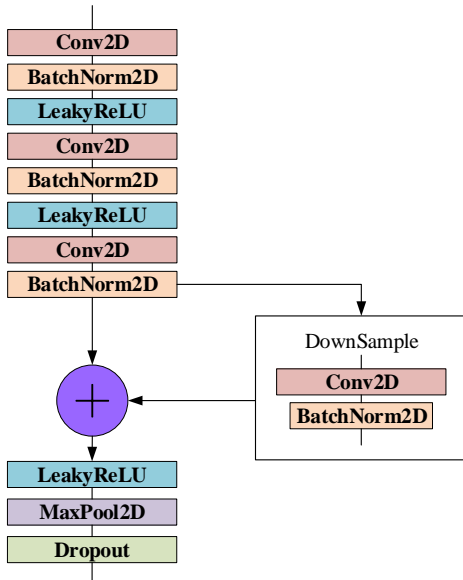 Conv2D
BatchNorm2D
LeakyReLU
Conv2D
BatchNorm2D
LeakyReLU
Conv2D
BatchNorm2D
DownSample
Conv2D
BatchNorm2D
LeakyReLU
MaxPool2D
Dropout